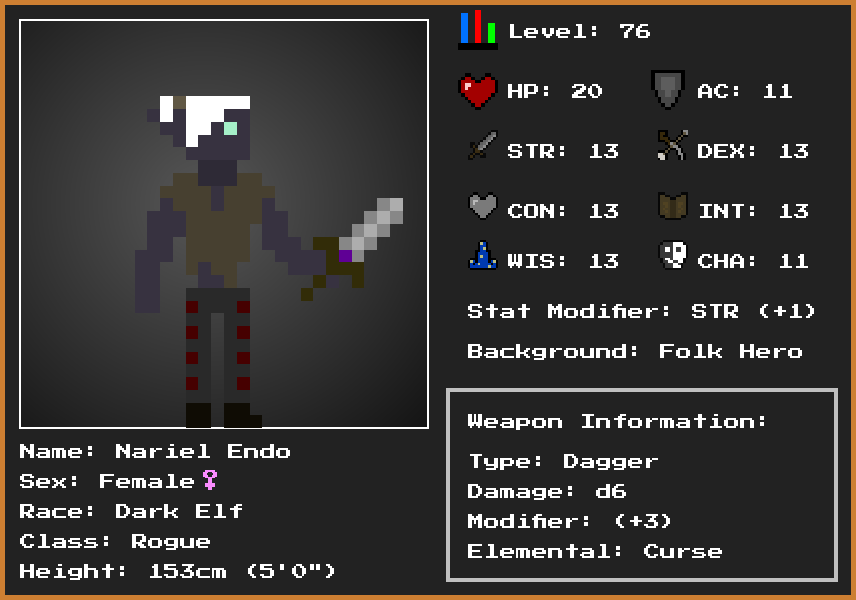 Level: 76
HP: 20
AC: 11
STR: 13
DEX: 13
CON: 13
INT: 13
WIS: 13
CHA: 11
Stat Modifier: STR (+1)
Background: Folk Hero
Weapon Information:
Type: Dagger
Damage: d6
Modifier: (+3)
Elemental: Curse
Name: Nariel Endo
Sex: Female♀
Race: Dark Elf
Class: Rogue
Height: 153cm (5'0")